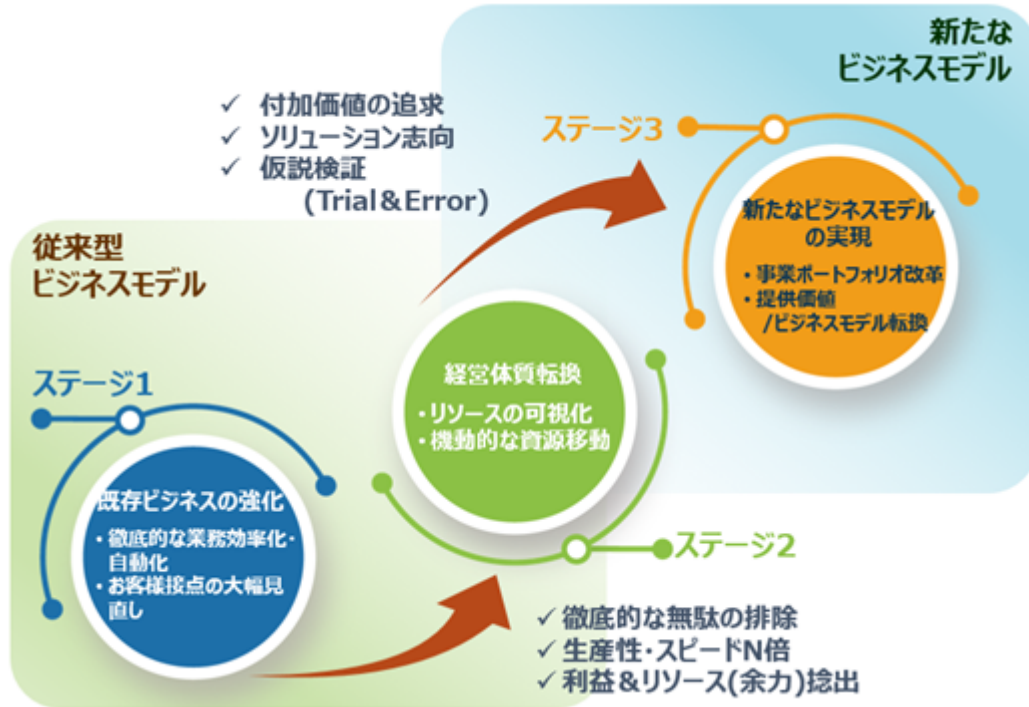 新たな
ビジネスモデル
✓ 付加価値の追求
✓ ソリューション志向
✓ 仮説検証
(Trial&Error)
ステージ3
新たなビジネスモデル
の実現
・事業ポートフォリオ改革
・提供価値
/ビジネスモデル転換
従来型
ビジネスモデル
経営体質転換
・リソースの可視化
・機動的な資源移動
ステージ1
既存ビジネスの強化
・徹底的な業務効率化・
自動化
・お客様接点の大幅見
直し
ステージ2
✓ 徹底的な無駄の排除
✓ 生産性・スピードN倍
✓ 利益&リソース(余力)捻出